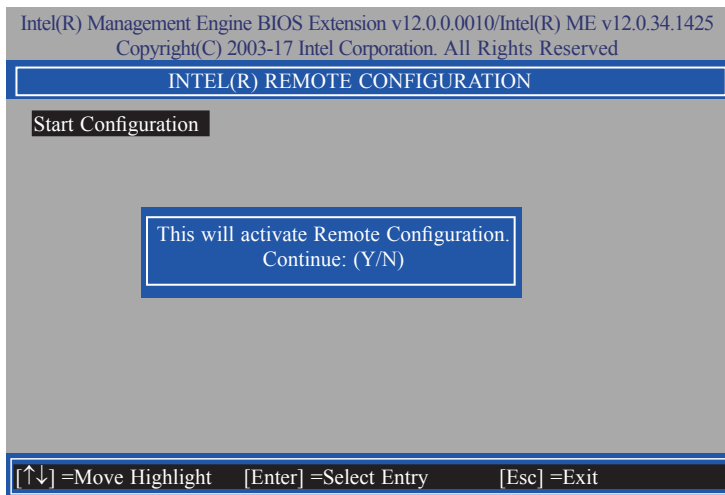 Intel(R) Management Engine BIOS Extension v12.0.0.0010/Intel(R) ME v12.0.34.1425
Copyright(C) 2003-17 Intel Corporation. All Rights Reserved
INTEL(R) REMOTE CONFIGURATION
Start Configuration
This will activate Remote Configuration.
Continue: (Y/N)
[↑↓] =Move Highlight [Enter] =Select Entry [Esc] =Exit